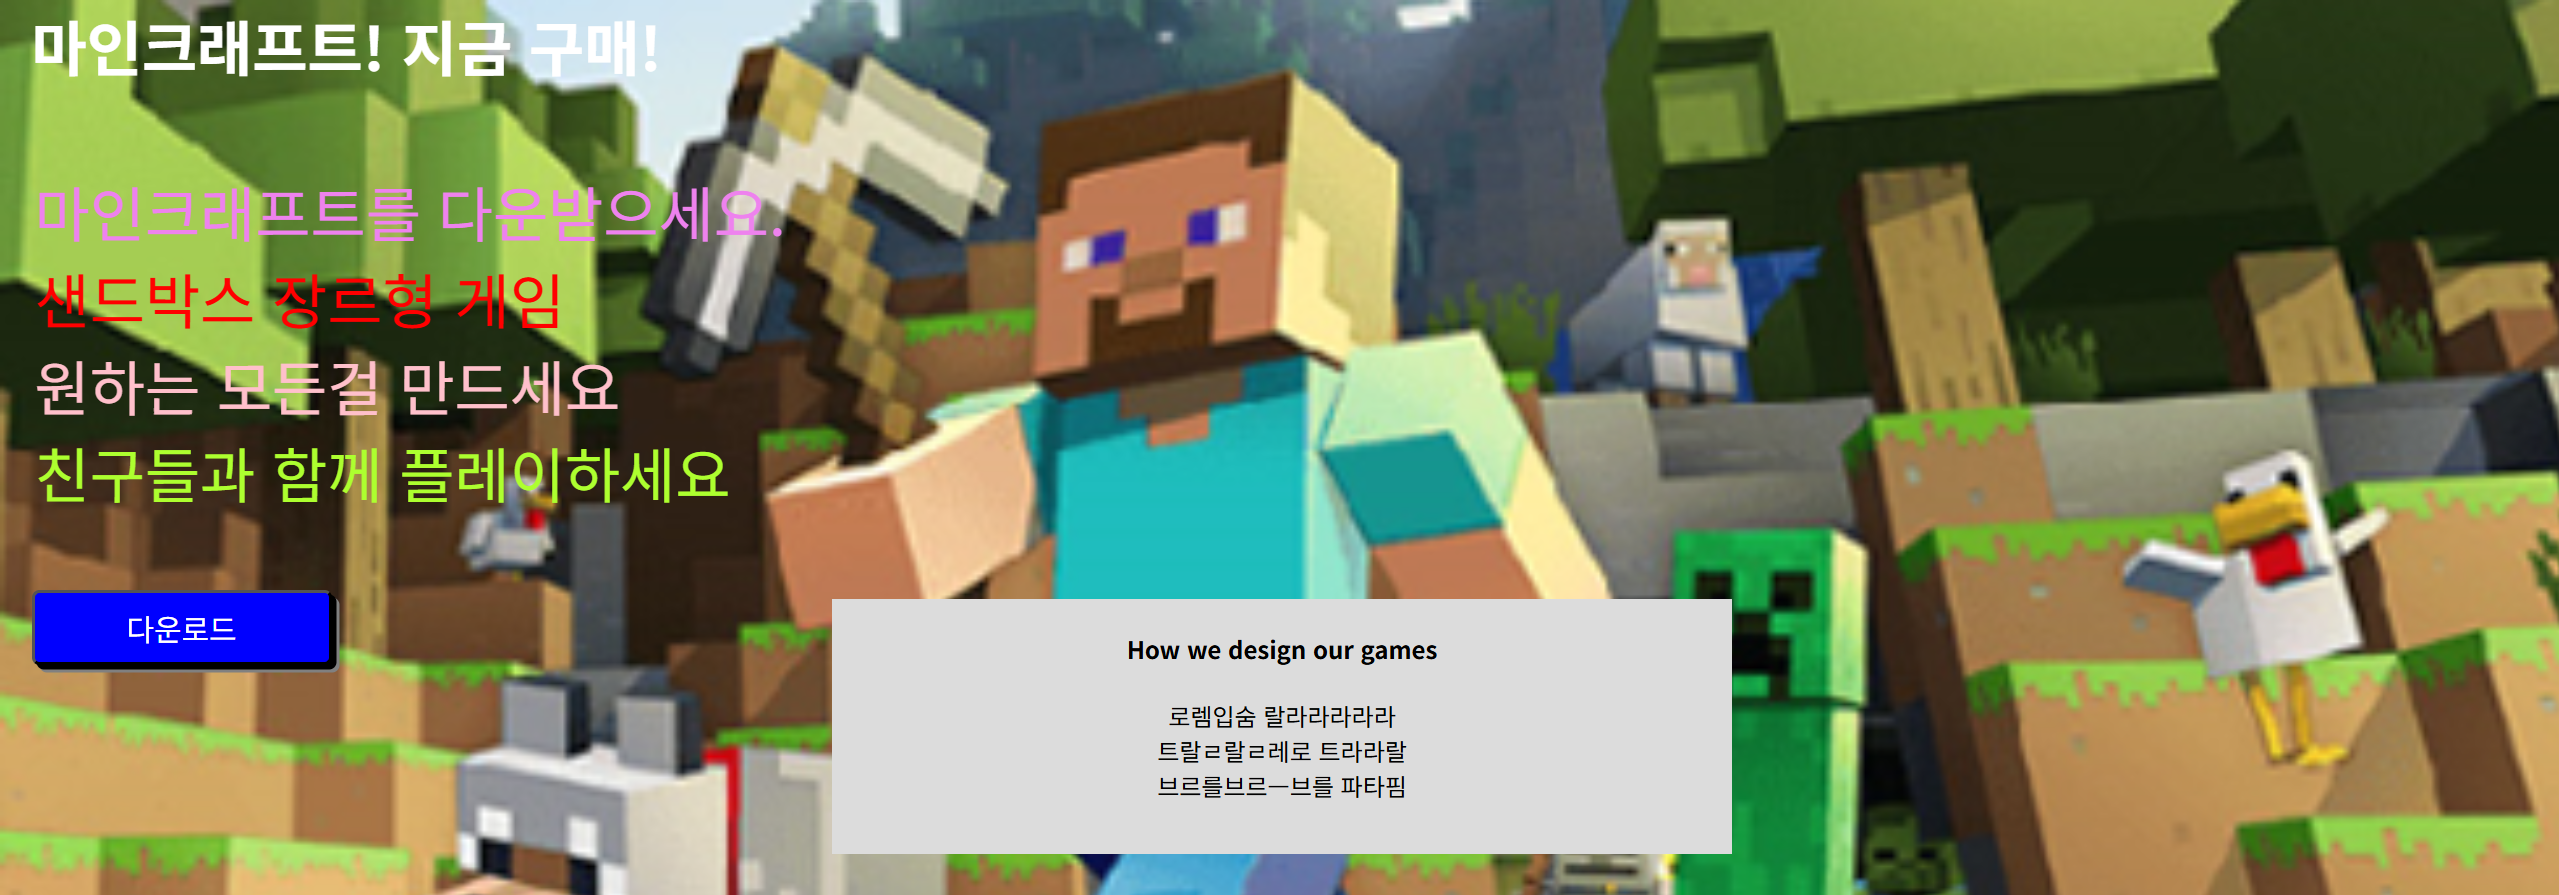 마인크래프트! 지금 구매!
마인크래프트를 다운받으세요.
샌드박스 장르형 게임
원하는 모든걸 만드세요
친구들과 함께 플레이하세요
다운로드
How we design our games
로렘입숨 랄라라라라라
트랄ㄹ랄ㄹ레로 트라라랄
브르를브르ㅡ브를 파타핌